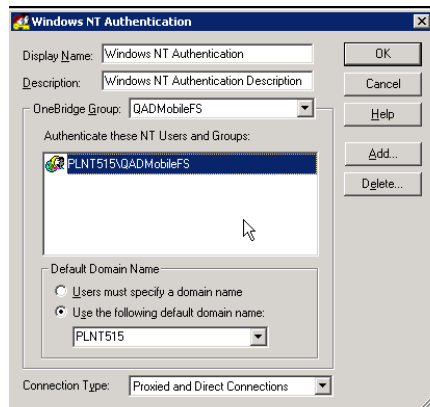 Windows NT Authentication
Display Name: Windows NT Authentication
OK
Description: Windows NT Authentication Description
Cancel
OneBridge Group: QADMobileFS
Help
Authenticate these NT Users and Groups:
Add...
PLNT515\QADMobileFS
Delete...
Default Domain Name
Users must specify a domain name
Use the following default domain name:
PLNT515
Connection Type: Proxied and Direct Connections